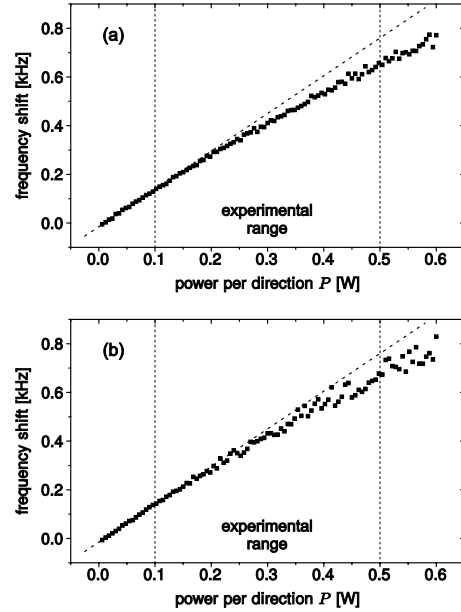 (a)
0.8
0.6
0.4
0.2
0.0
frequency shift [kHz]
experimental
range
0.0 0.1 0.2 0.3 0.4 0.5 0.6
power per direction P [W]
(b)
0.8
0.6
0.4
0.2
0.0
frequency shift [kHz]
experimental
range
0.0 0.1 0.2 0.3 0.4 0.5 0.6
power per direction P [W]